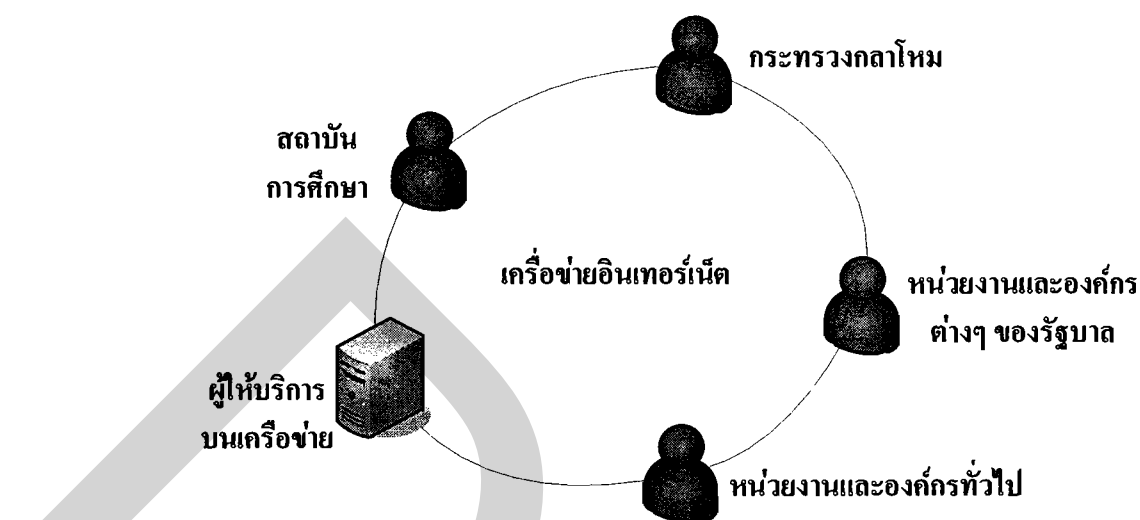 กระทรวงกลาโหม
สถาบัน
การศึกษา
เครื่อข่ายอินเทอร์เน็ต
หน่วยงานและองค์กร
ต่างๆ ของรัฐบาล
ผู้ให้บริการ
บนเครือข่าย
หน่วยงานและองค์กรทั่วไป